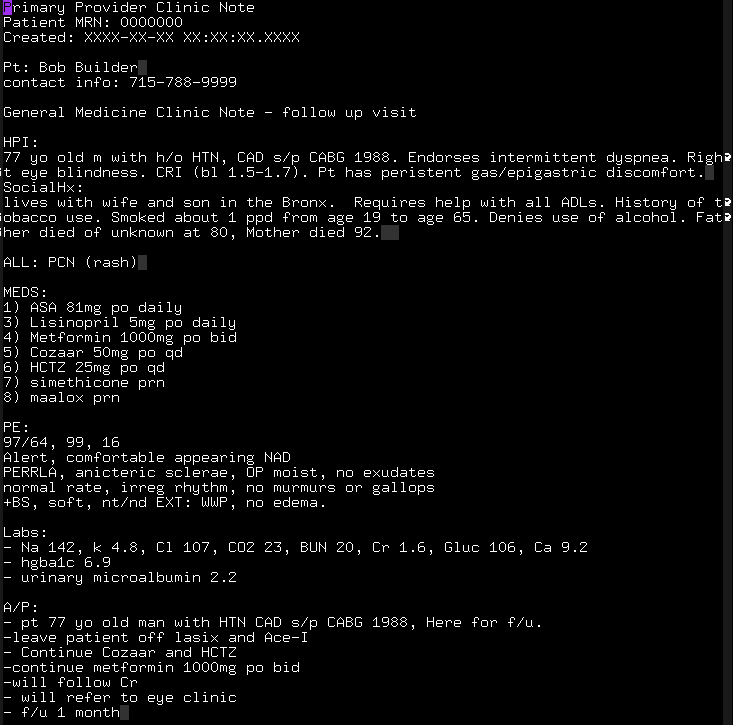 Primary Provider Clinic Note
Patient MRN: 0000000
Created: XXXX-XX-XX XX:XX:XX.XXXX
Pt: Bob Builder
contact info: 715-788-9999
General Medicine Clinic Note - follow up visit
HPI:
77 yo old m with h/o HTN, CAD s/p CABG 1988. Endorses intermittent dyspnea. Righ
t eye blindness. CRI (bl 1.5-1.7). Pt has peristent gas/epigastric discomfort.
SocialHx:
lives with wife and son in the Bronx.  Requires help with all ADLs. History of t
obacco use. Smoked about 1 ppd from age 19 to age 65. Denies use of alcohol. Fat
her died of unknown at 80, Mother died 92.
ALL: PCN (rash)
MEDS:
1) ASA 81mg po daily
3) Lisinopril 5mg po daily
4) Metformin 1000mg po bid
5) Cozaar 50mg po qd
6) HCTZ 25mg po qd
7) simethicone prn
8) maalox prn
PE:
97/64, 99, 16
Alert, comfortable appearing NAD
PERRLA, anicteric sclerae, OP moist, no exudates
normal rate, irreg rhythm, no murmurs or gallops
+BS, soft, nt/nd EXT: WWP, no edema.
Labs:
- Na 142, k 4.8, Cl 107, CO2 23, BUN 20, Cr 1.6, Gluc 106, Ca 9.2
- hgba1c 6.9
- urinary microalbumin 2.2
A/P:
- pt 77 yo old man with HTN CAD s/p CABG 1988, Here for f/u.
-leave patient off lasix and Ace-I
- Continue Cozaar and HCTZ
-continue metformin 1000mg po bid
-will follow Cr
- will refer to eye clinic
- f/u 1 month